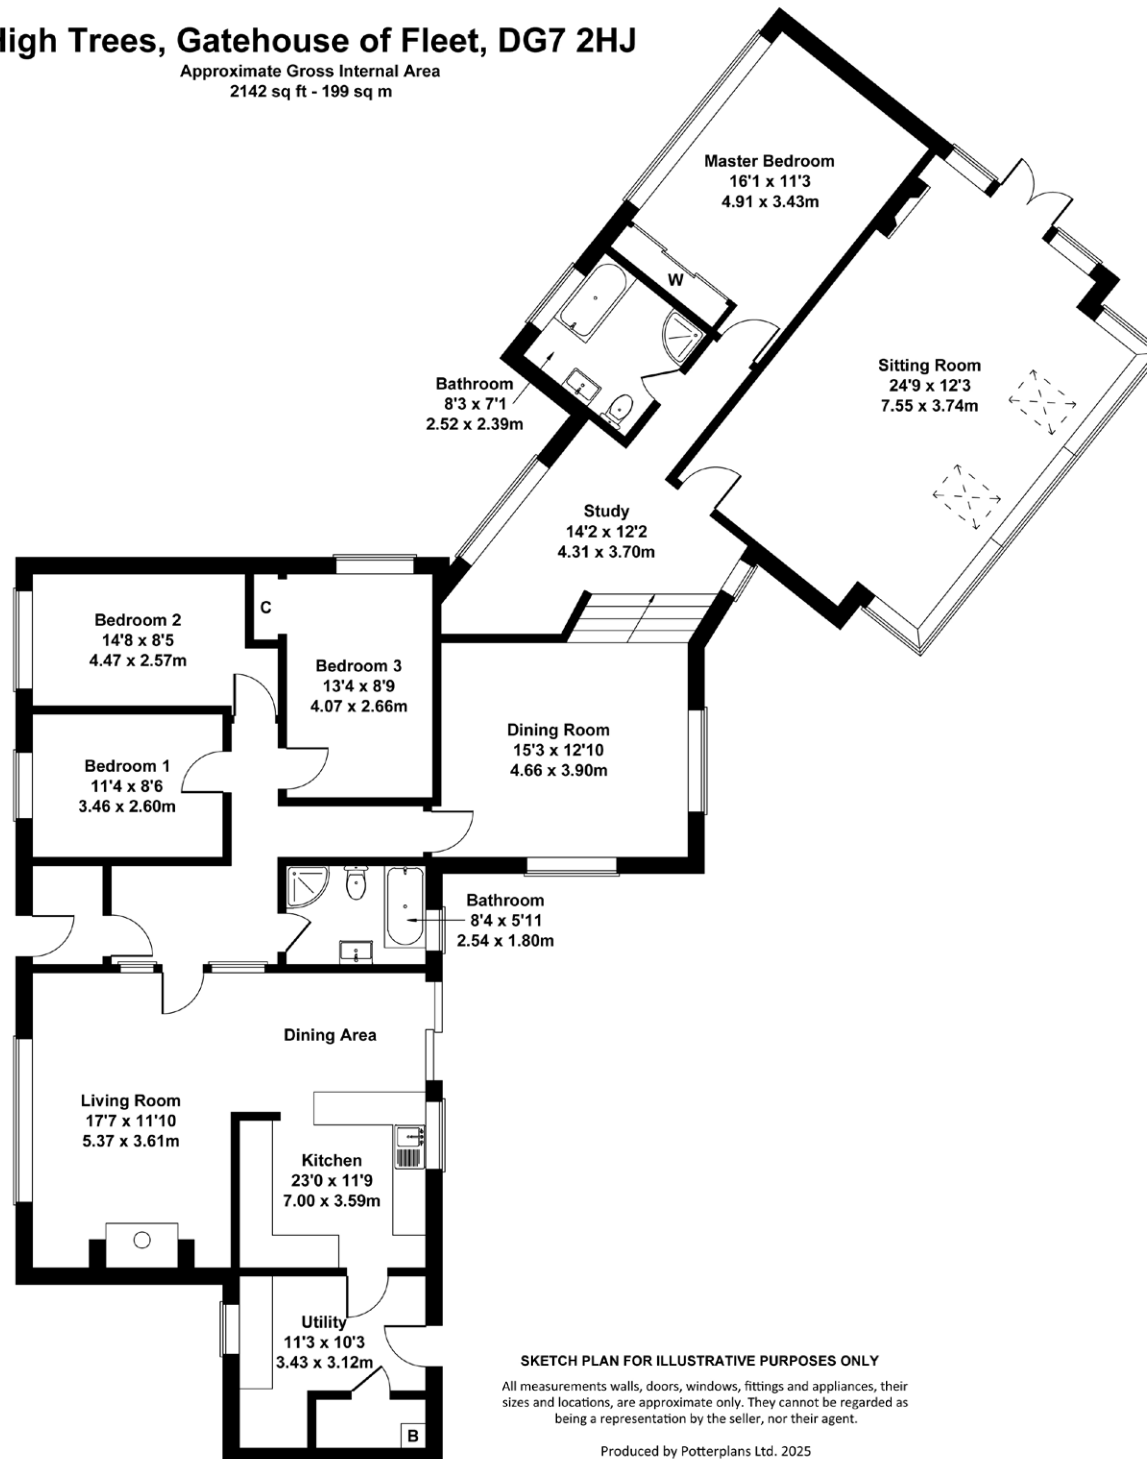 High Trees, Gatehouse of Fleet, DG7 2HJ
Approximate Gross Internal Area
2142 sq ft - 199 sq m
Master Bedroom
16'1 x 11'3
4.91 x 3.43m
W
Bathroom
8'3 x 7'1
2.52 x 2.39m
Sitting Room
24'9 x 12'3
7.55 x 3.74m
Study
14'2 x 12'2
4.31 x 3.70m
Bedroom 2
14'8 x 8'5
4.47 x 2.57m
C
Bedroom 3
13'4 x 8'9
4.07 x 2.66m
Dining Room
15'3 x 12'10
4.66 x 3.90m
Bedroom 1
11'4 x 8'6
3.46 x 2.60m
Bathroom
8'4 x 5'11
2.54 x 1.80m
Dining Area
Living Room
17'7 x 11'10
5.37 x 3.61m
Kitchen
23'0 x 11'9
7.00 x 3.59m
Utility
11'3 x 10'3
3.43 x 3.12m
B
SKETCH PLAN FOR ILLUSTRATIVE PURPOSES ONLY
All measurements walls, doors, windows, fittings and appliances, their
sizes and locations, are approximate only. They cannot be regarded as
being a representation by the seller, nor their agent.
Produced by Potterplans Ltd. 2025